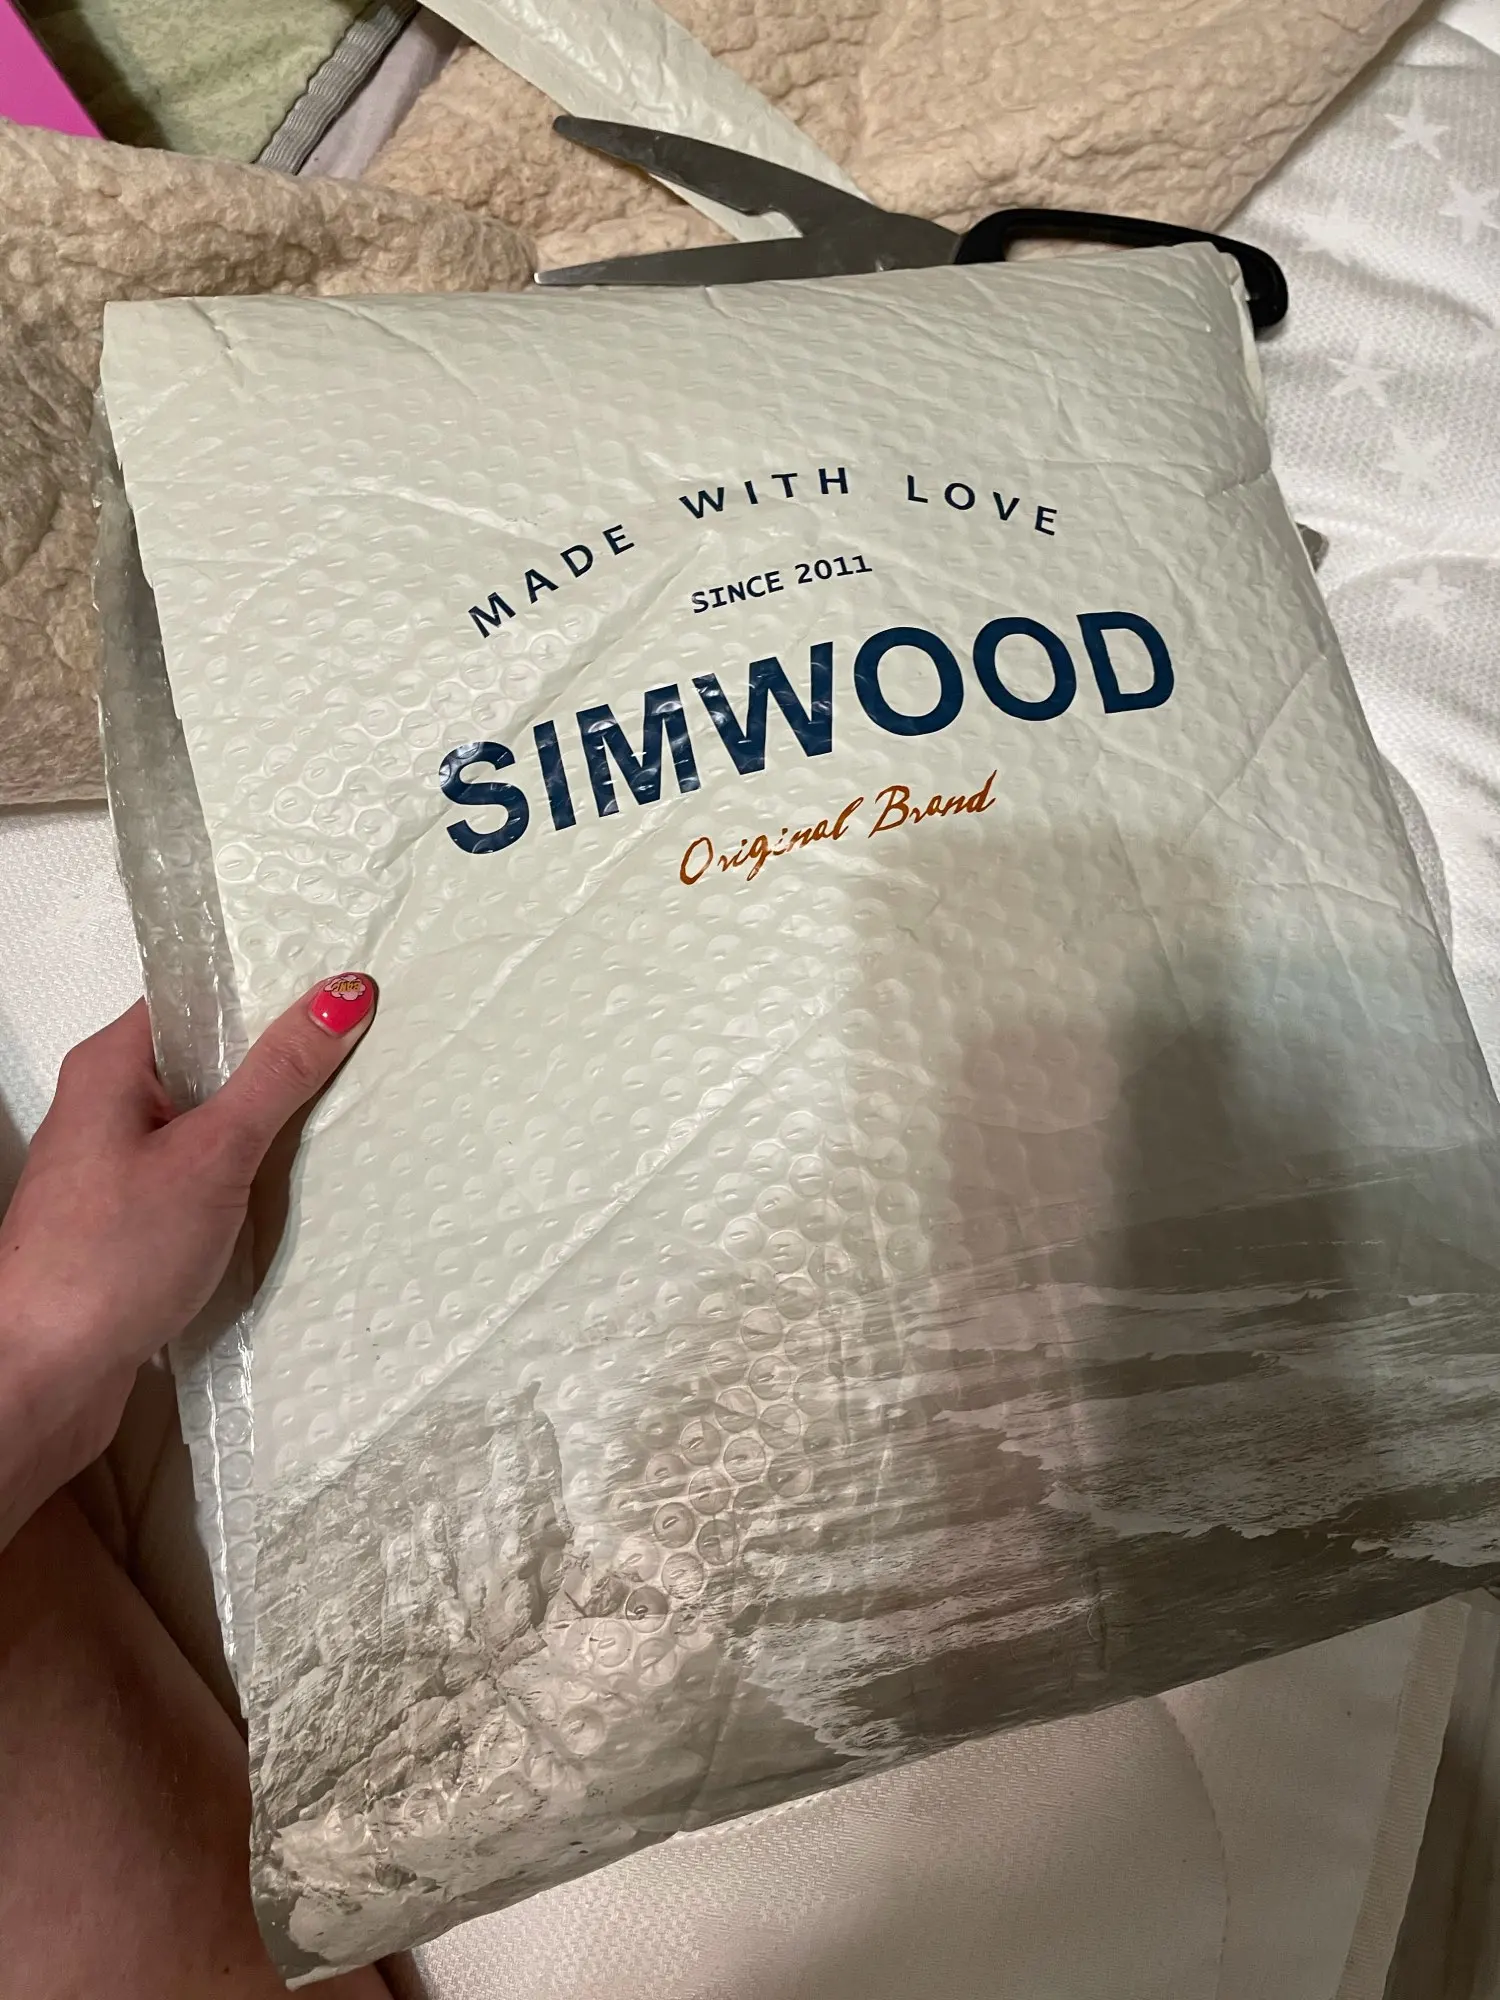 MADE WITH LOVE
SINCE 2011
SIMWOOD
Original Brand